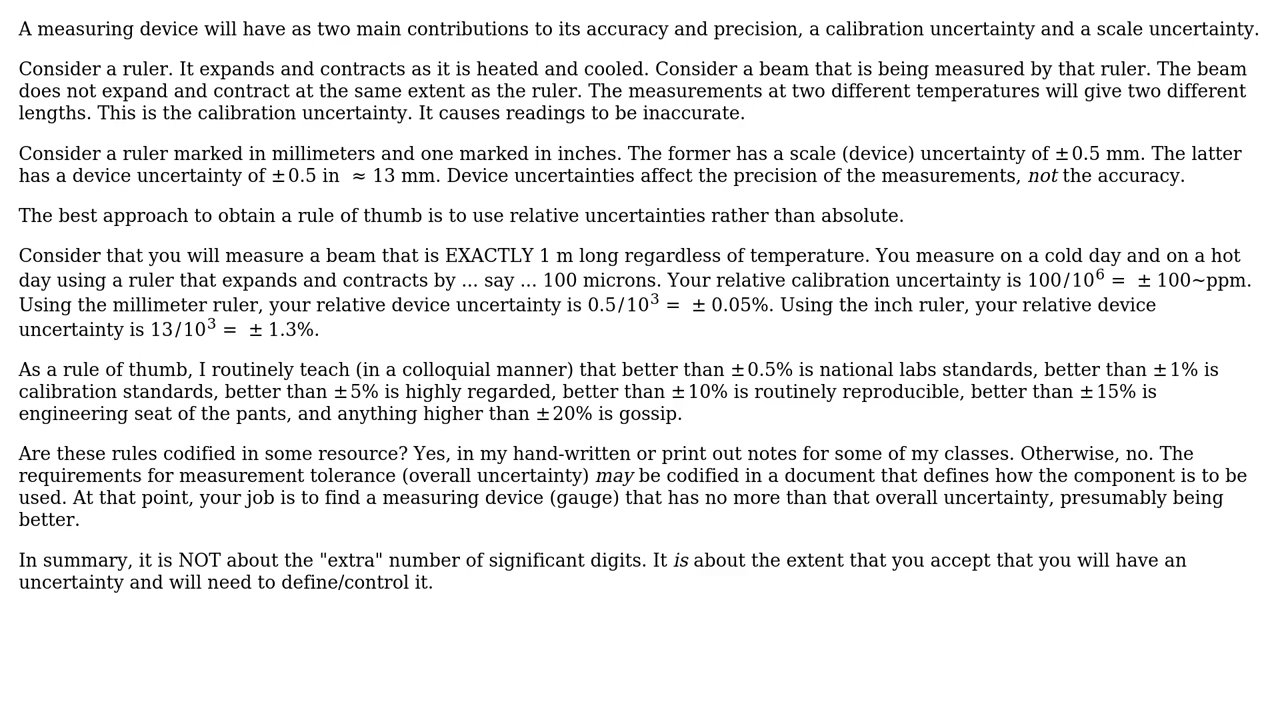 A measuring device will have as two main contributions to its accuracy and precision, a calibration uncertainty and a scale uncertainty.
Consider a ruler. It expands and contracts as it is heated and cooled. Consider a beam that is being measured by that ruler. The beam
does not expand and contract at the same extent as the ruler. The measurements at two different temperatures will give two different
lengths. This is the calibration uncertainty. It causes readings to be inaccurate.
Consider a ruler marked in millimeters and one marked in inches. The former has a scale (device) uncertainty of ±0.5 mm. The latter
has a device uncertainty of ±0.5 in ≈ 13 mm. Device uncertainties affect the precision of the measurements, not the accuracy.
The best approach to obtain a rule of thumb is to use relative uncertainties rather than absolute.
Consider that you will measure a beam that is EXACTLY 1 m long regardless of temperature. You measure on a cold day and on a hot
day using a ruler that expands and contracts by ... say ... 100 microns. Your relative calibration uncertainty is 100/10⁶ = ± 100~ppm.
Using the millimeter ruler, your relative device uncertainty is 0.5/10³ = ± 0.05%. Using the inch ruler, your relative device
uncertainty is 13/10³ = ± 1.3%.
As a rule of thumb, I routinely teach (in a colloquial manner) that better than ±0.5% is national labs standards, better than ±1% is
calibration standards, better than ±5% is highly regarded, better than ±10% is routinely reproducible, better than ±15% is
engineering seat of the pants, and anything higher than ±20% is gossip.
Are these rules codified in some resource? Yes, in my hand-written or print out notes for some of my classes. Otherwise, no. The
requirements for measurement tolerance (overall uncertainty) may be codified in a document that defines how the component is to be
used. At that point, your job is to find a measuring device (gauge) that has no more than that overall uncertainty, presumably being
better.
In summary, it is NOT about the "extra" number of significant digits. It is about the extent that you accept that you will have an
uncertainty and will need to define/control it.